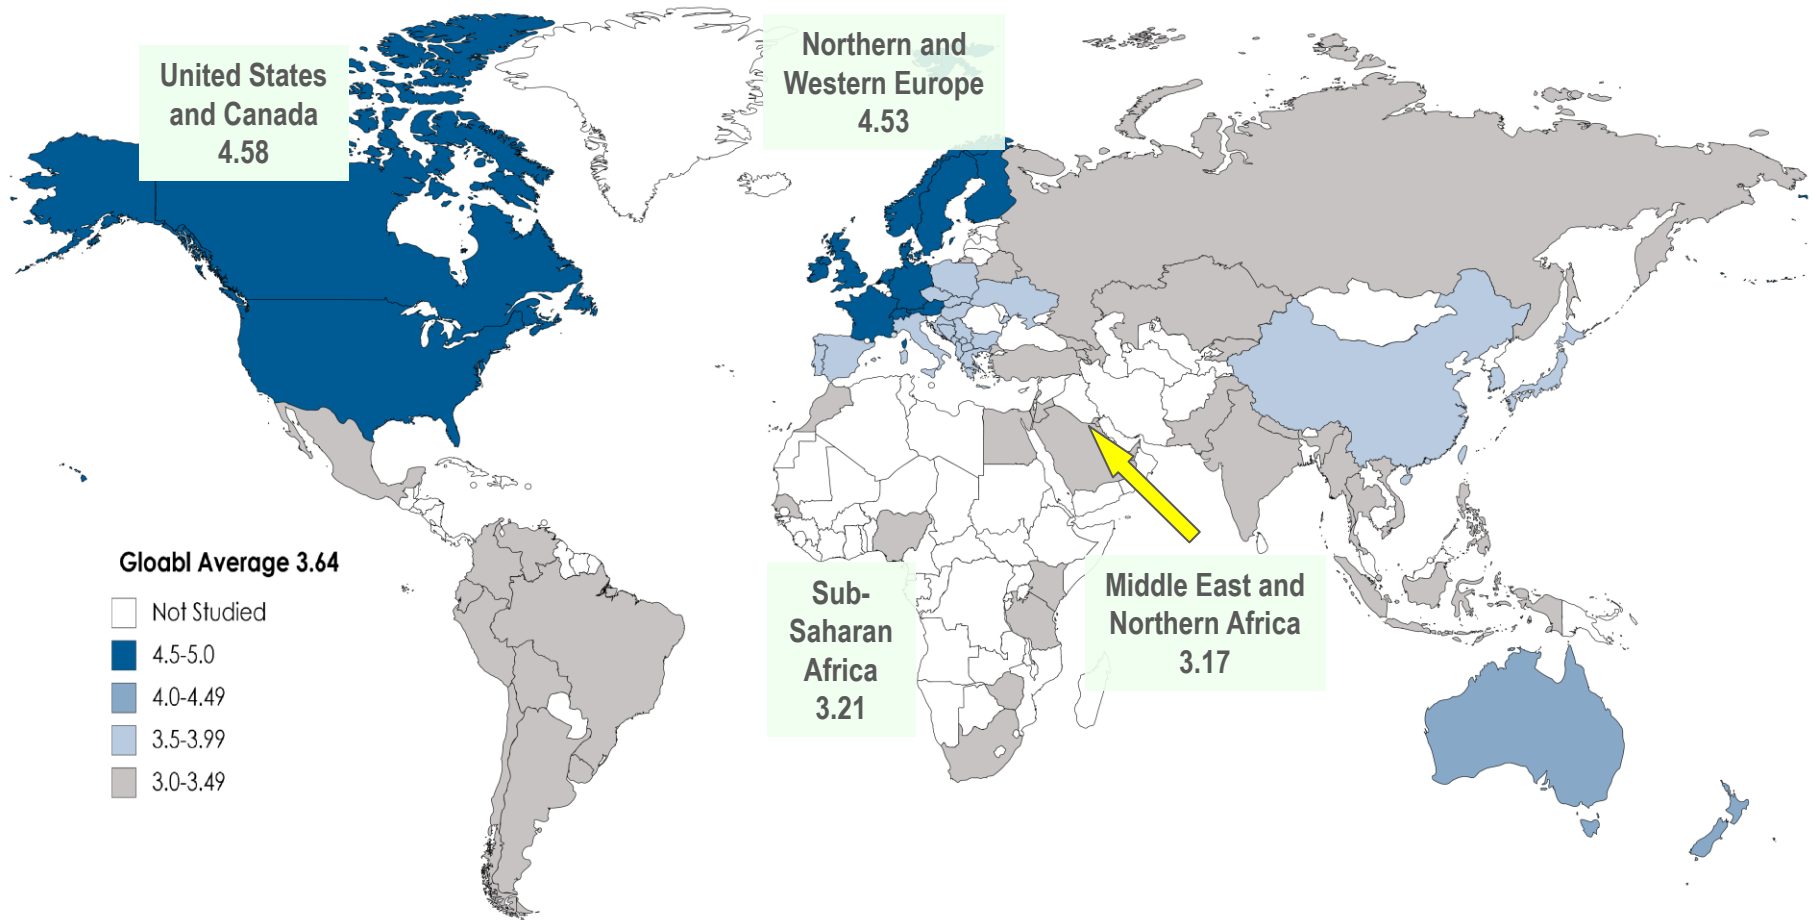 United States
and Canada
4.58
Northern and
Western Europe
4.53
Gloabl Average 3.64
Not Studied
4.5-5.0
4.0-4.49
3.5-3.99
3.0-3.49
Sub-
Saharan
Africa
3.21
Middle East and
Northern Africa
3.17